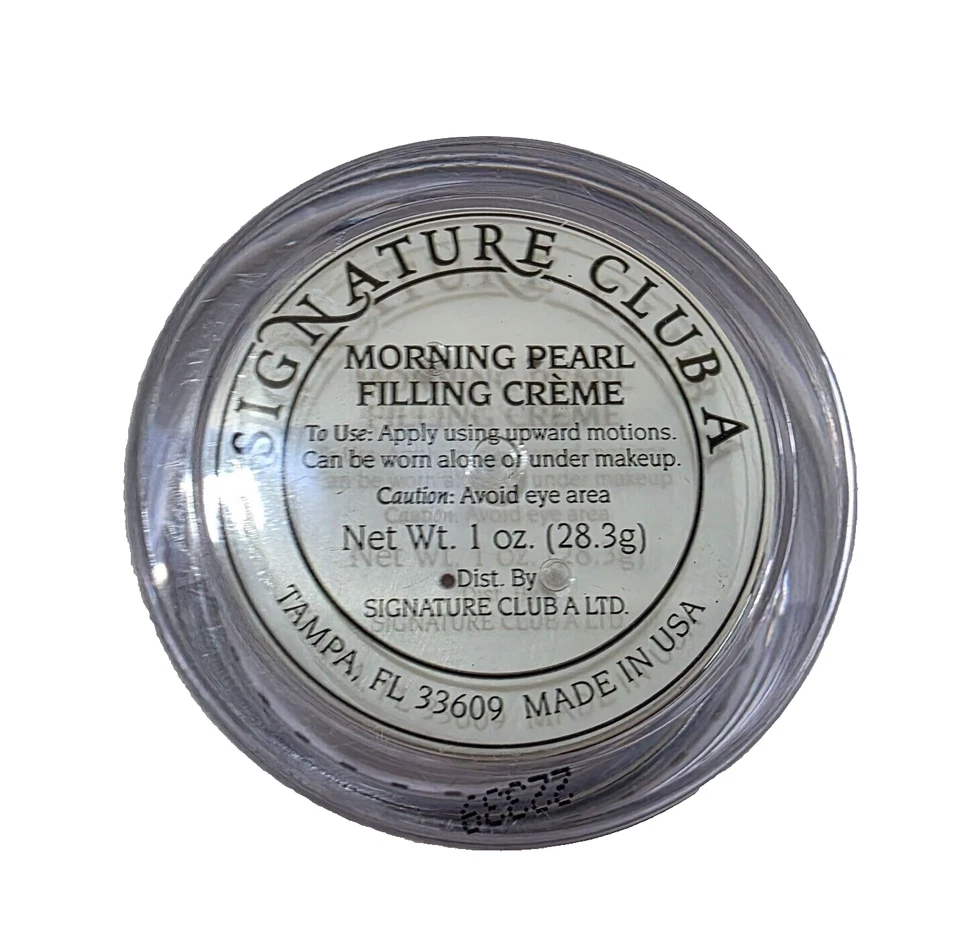 SIGNATURE CLUB A
MORNING PEARL
FILLING CRÈME
To Use: Apply using upward motions.
Can be worn alone or under makeup.
Caution: Avoid eye area
Net Wt. 1 oz. (28.3g)
Dist. By
SIGNATURE CLUB A LTD.
TAMPA, FL 33609 MADE IN USA